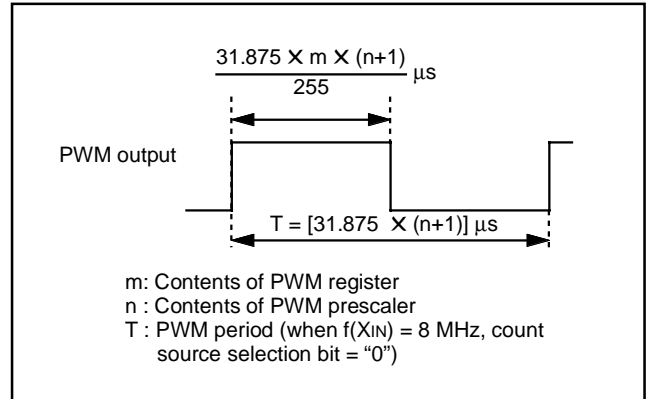 31.875 × m × (n+1)
255
μs
PWM output
T = [31.875 × (n+1)] μs
m: Contents of PWM register
n : Contents of PWM prescaler
T : PWM period (when f(XIN) = 8 MHz, count
source selection bit = “0”)